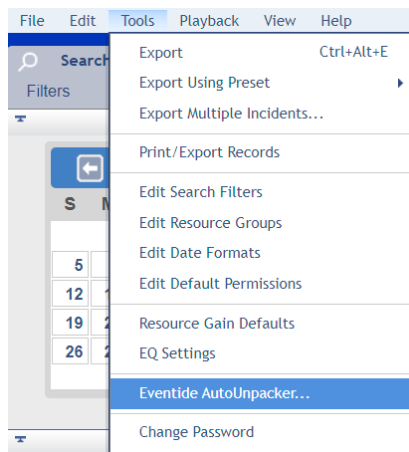 File Edit Tools Playback View Help
Search
Filters
Export Ctrl+Alt+E
Export Using Preset
Export Multiple Incidents...
Print/Export Records
Edit Search Filters
Edit Resource Groups
Edit Date Formats
Edit Default Permissions
Resource Gain Defaults
EQ Settings
Eventide AutoUnpacker...
Change Password
S
5
12
19
26